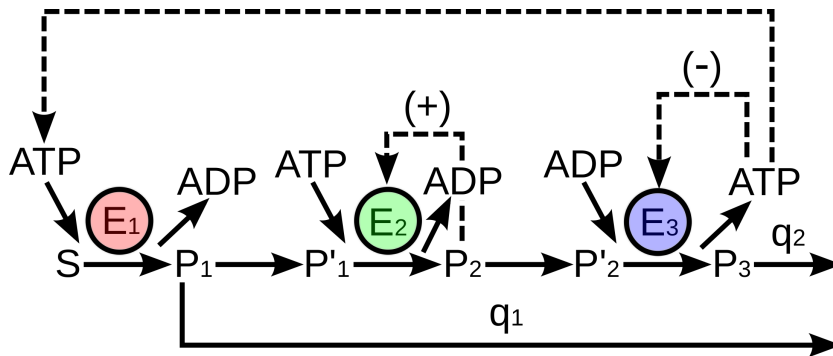 (-)
(+)
ATP ADP ATP ADP ADP ATP
E1 E2 E3
S P1 P'1 P2 P'2 P3 q2
q1